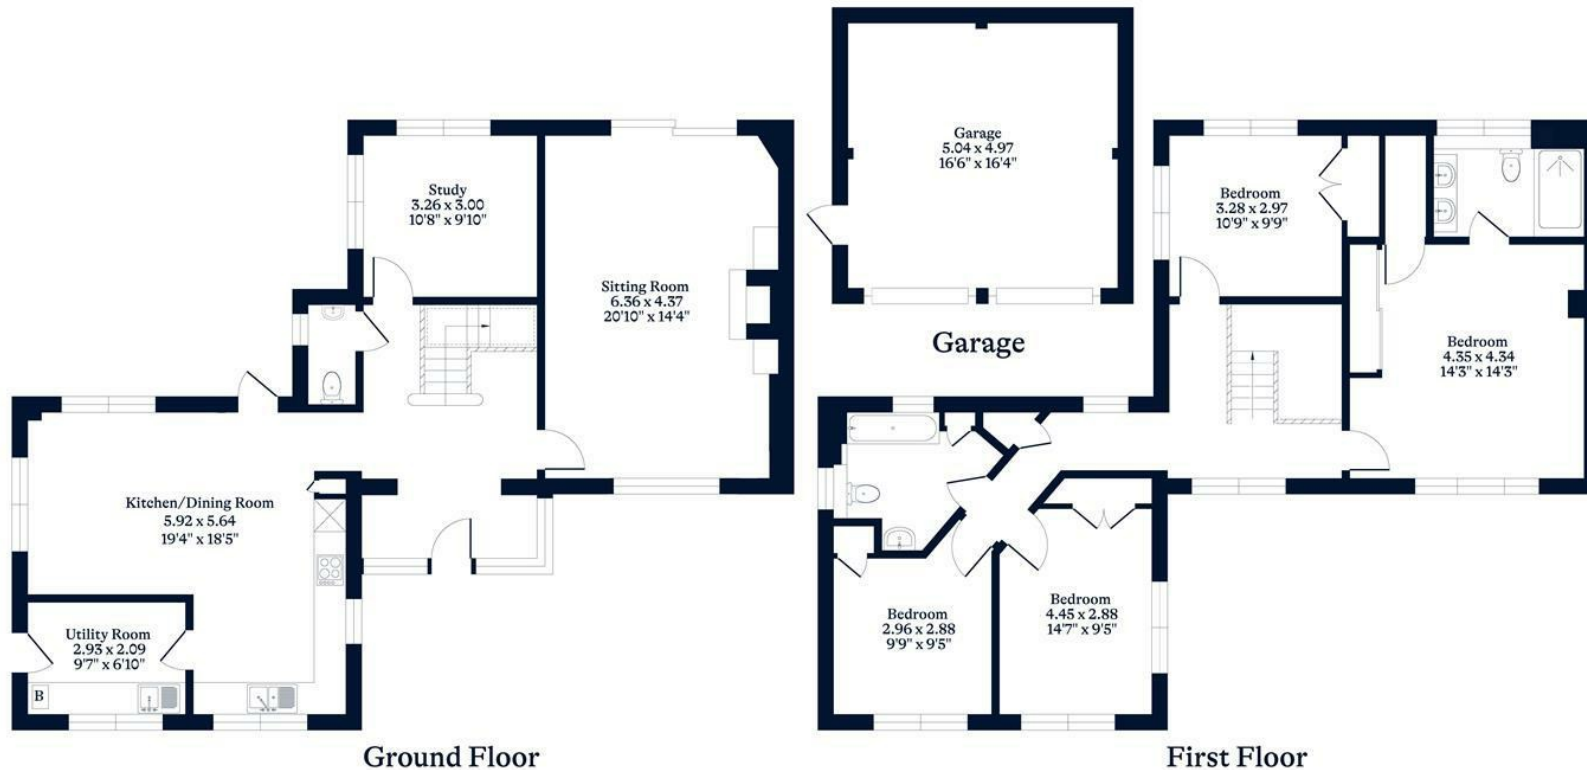 Garage
5.04 x 4.97
16'6" x 16'4"
Garage
Study
3.26 x 3.00
10'8" x 9'10"
Sitting Room
6.36 x 4.37
20'10" x 14'4"
Kitchen/Dining Room
5.92 x 5.64
19'4" x 18'5"
Utility Room
2.93 x 2.09
9'7" x 6'10"
B
Ground Floor
Bedroom
3.28 x 2.97
10'9" x 9'9"
Bedroom
4.35 x 4.34
14'3" x 14'3"
Bedroom
2.96 x 2.88
9'9" x 9'5"
Bedroom
4.45 x 2.88
14'7" x 9'5"
First Floor